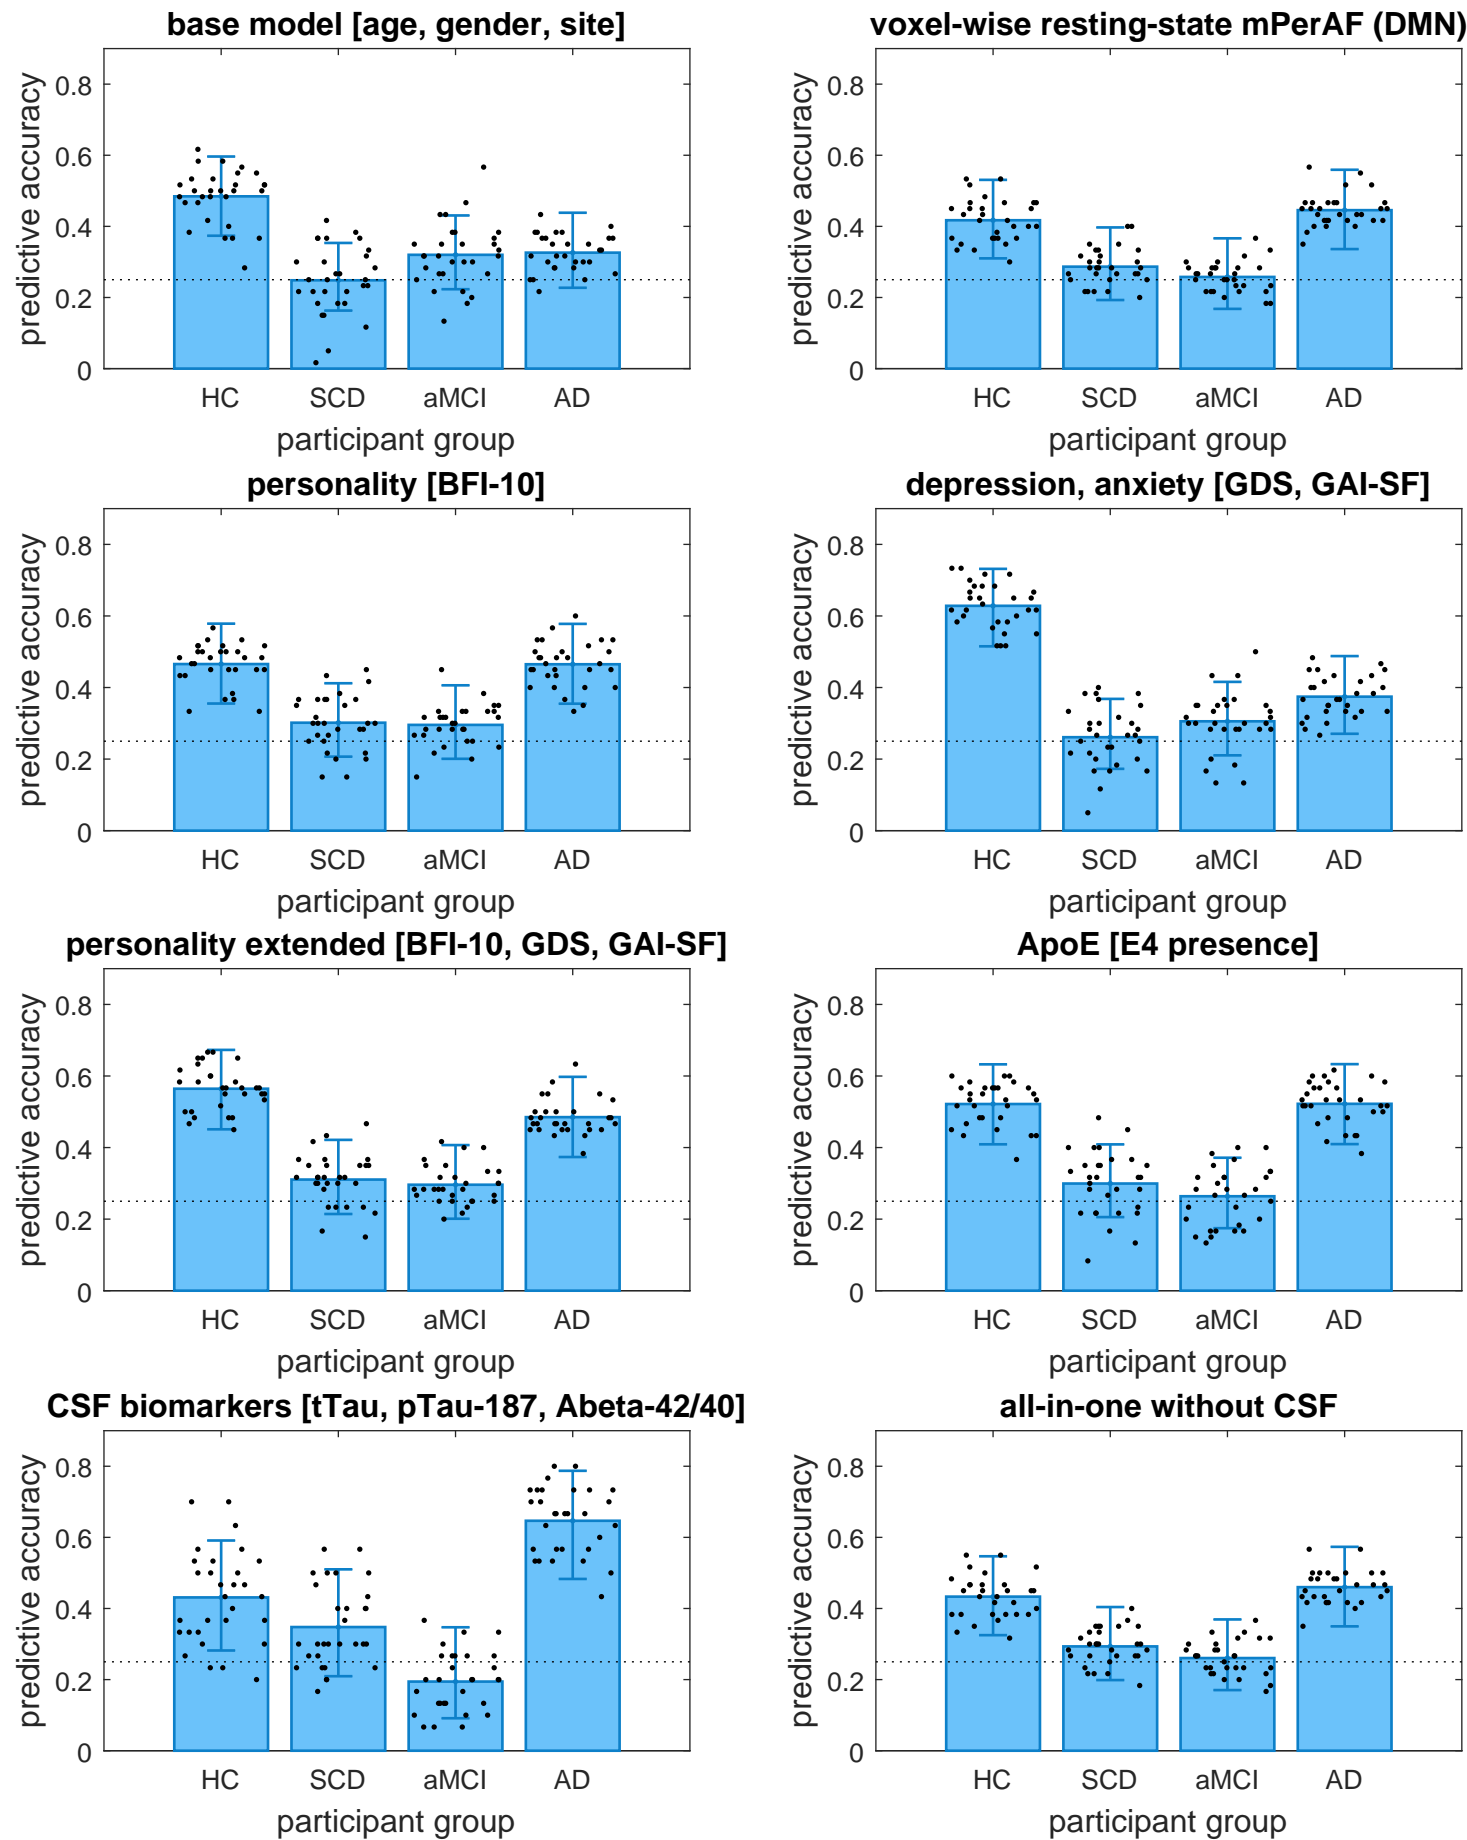 base model [age, gender, site]
predictive accuracy
0.8
0.6
0.4
0.2
0
HC SCD aMCI AD
participant group
voxel-wise resting-state mPerAF (DMN)
predictive accuracy
0.8
0.6
0.4
0.2
0
HC SCD aMCI AD
participant group
personality [BFI-10]
predictive accuracy
0.8
0.6
0.4
0.2
0
HC SCD aMCI AD
participant group
depression, anxiety [GDS, GAI-SF]
predictive accuracy
0.8
0.6
0.4
0.2
0
HC SCD aMCI AD
participant group
personality extended [BFI-10, GDS, GAI-SF]
predictive accuracy
0.8
0.6
0.4
0.2
0
HC SCD aMCI AD
participant group
ApoE [E4 presence]
predictive accuracy
0.8
0.6
0.4
0.2
0
HC SCD aMCI AD
participant group
CSF biomarkers [tTau, pTau-187, Abeta-42/40]
predictive accuracy
0.8
0.6
0.4
0.2
0
HC SCD aMCI AD
participant group
all-in-one without CSF
predictive accuracy
0.8
0.6
0.4
0.2
0
HC SCD aMCI AD
participant group